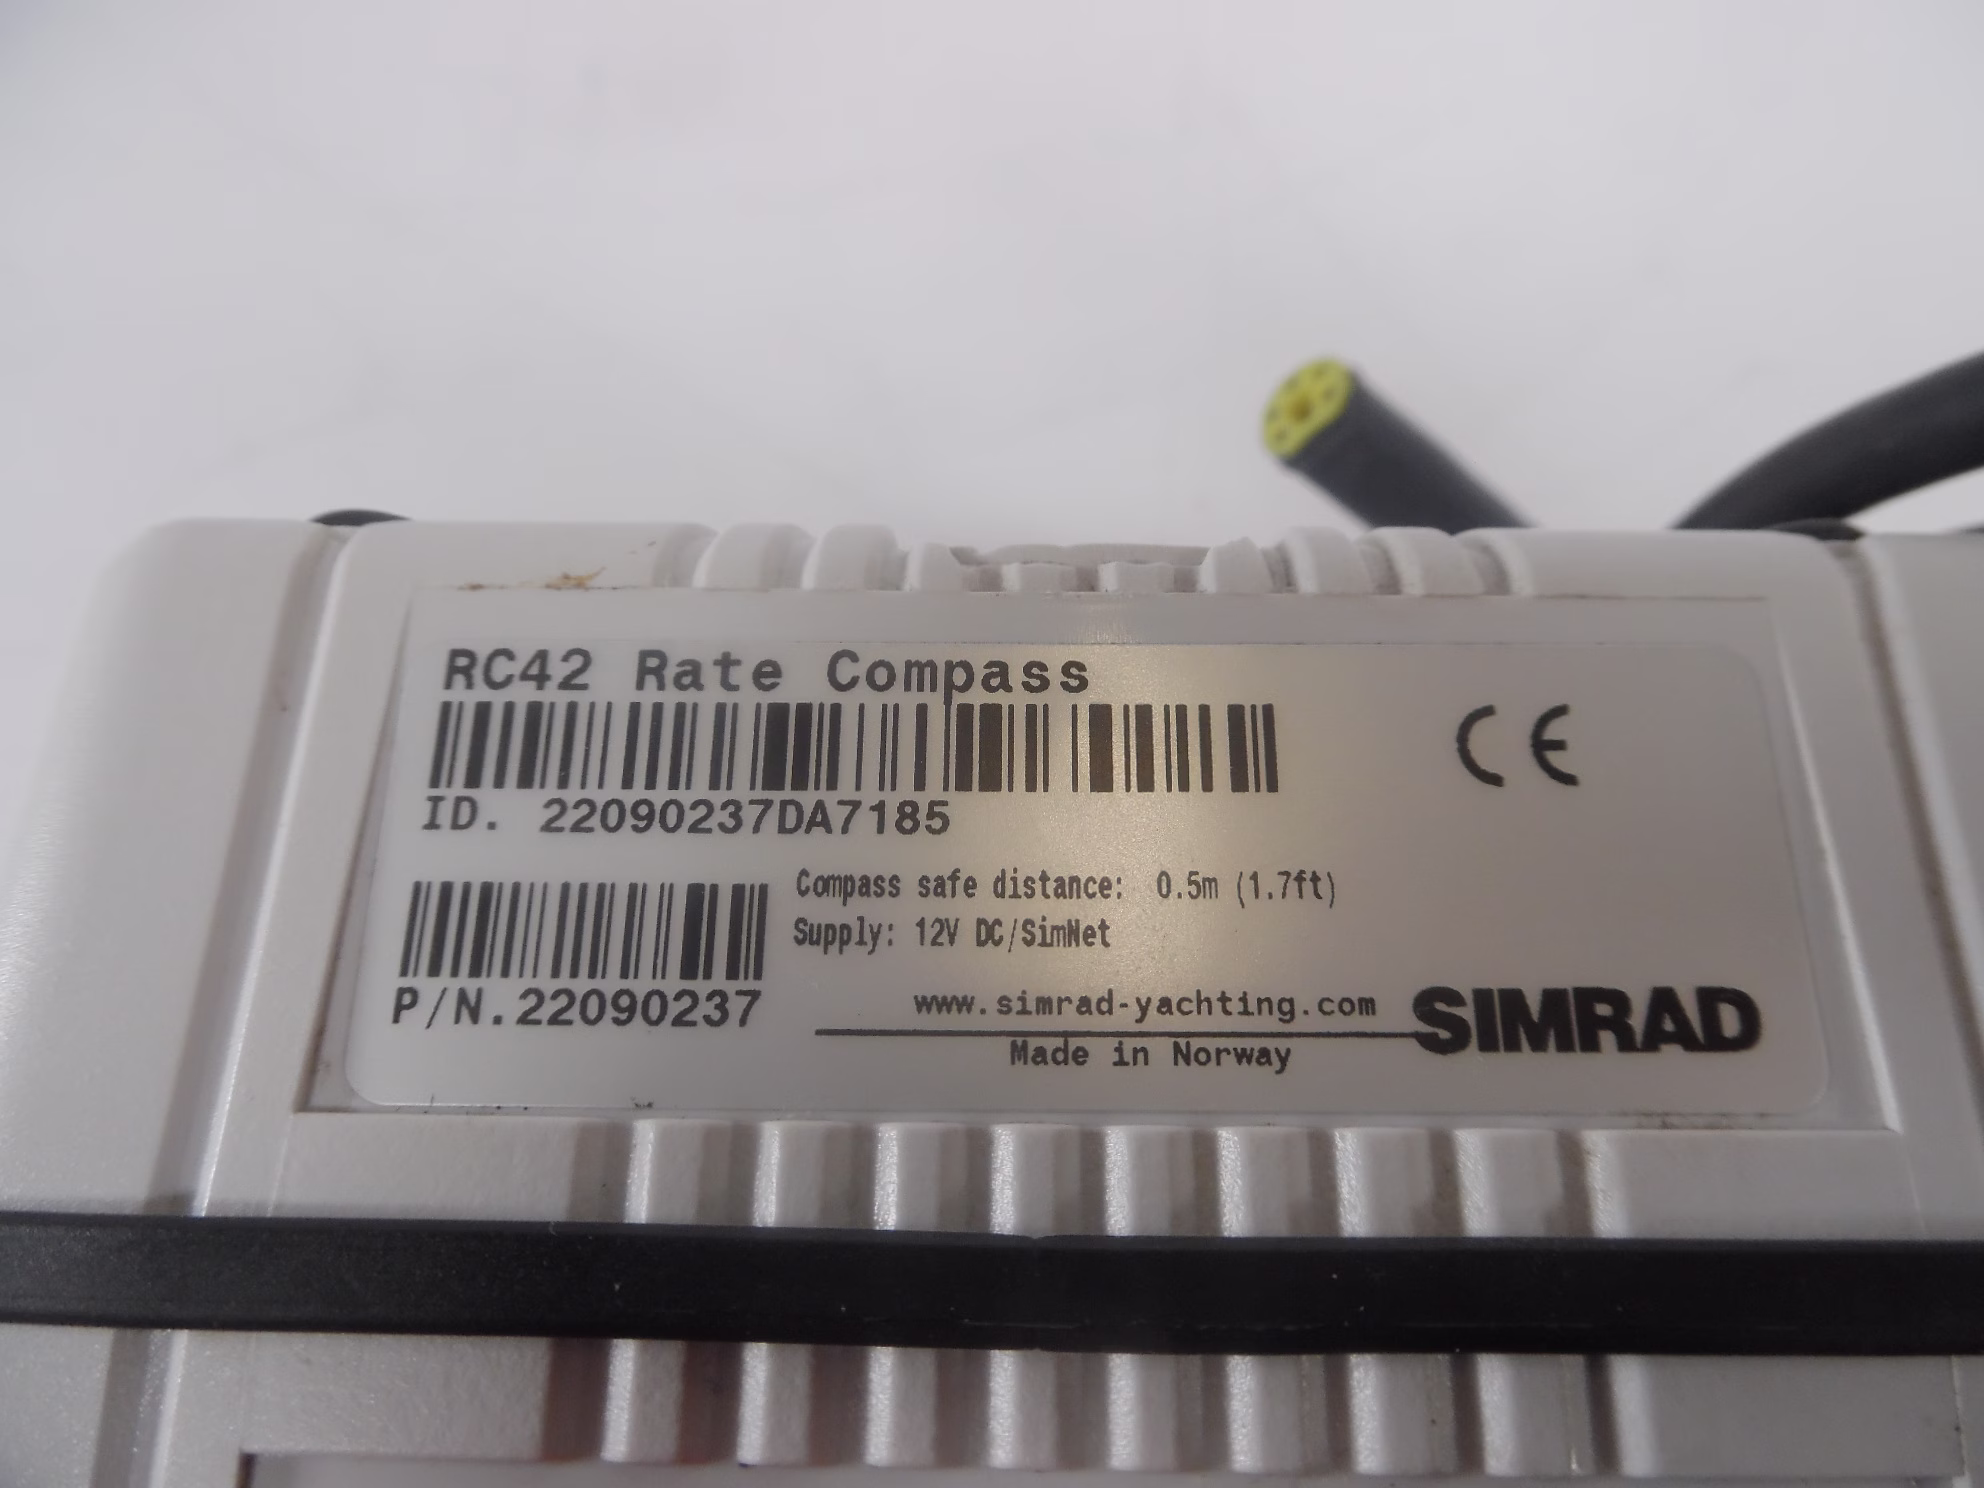 RC42 Rate Compass
CE
ID. 22090237DA7185
Compass safe distance: 0.5m (1.7ft)
Supply: 12V DC/SimNet
P/N.22090237
www.simrad-yachting.com
SIMRAD
Made in Norway